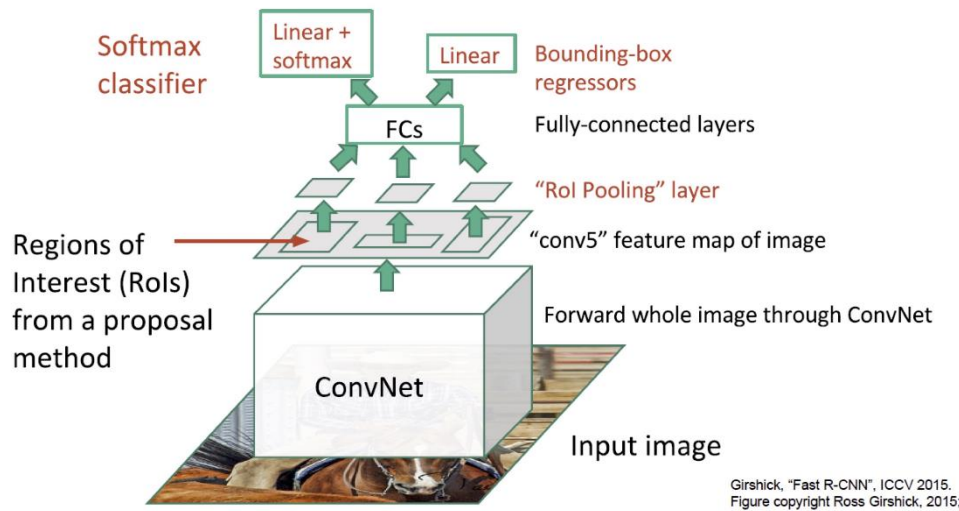 Softmax
classifier
Linear +
softmax
Linear
Bounding-box
regressors
FCs
Fully-connected layers
“RoI Pooling” layer
Regions of
Interest (RoIs)
from a proposal
method
“conv5” feature map of image
Forward whole image through ConvNet
ConvNet
Input image
Girshick, “Fast R-CNN”, ICCV 2015.
Figure copyright Ross Girshick, 2015;